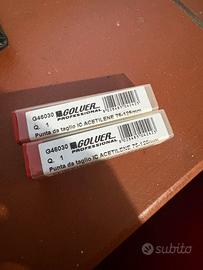 G46030
GOLVER
PROFESSIONAL
Q. 1
Punta da taglio IC ACETILENE 75-125mm
G46030
GOLVER
PROFESSIONAL
Q. 1
Punta da taglio IC ACETILENE 75-125mm
subito